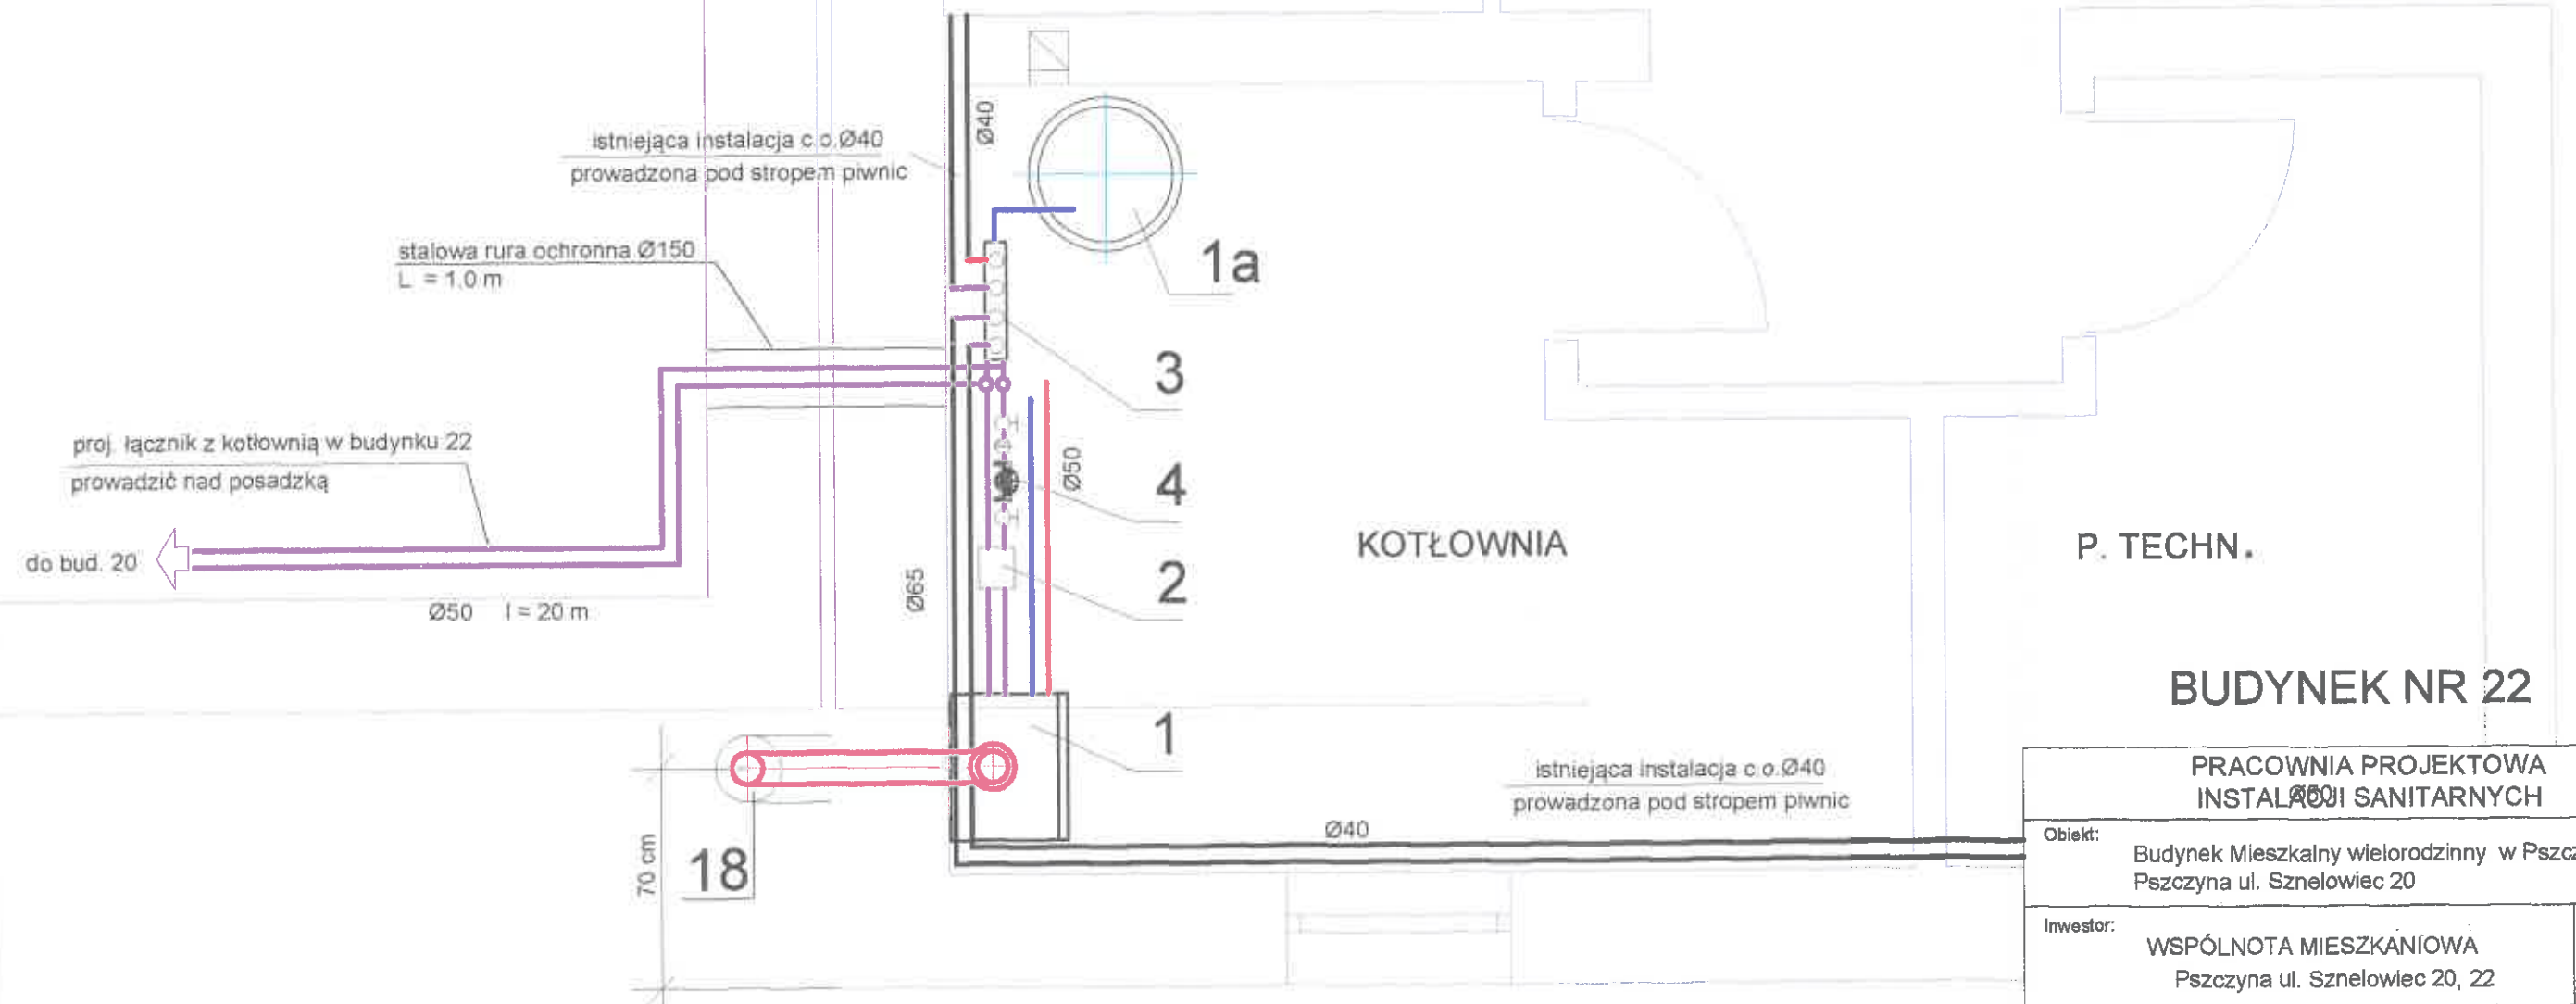 Ø40
istniejąca instalacja c.o.Ø40
prowadzona pod stropem piwnic
stalowa rura ochronna Ø150
L = 1,0 m
1a
3
proj. łącznik z kotłownią w budynku 22
prowadzić nad posadzką
Ø50
4
KOTŁOWNIA
P. TECHN.
do bud. 20
2
Ø65
Ø50 l = 20 m
BUDYNEK NR 22
1
istniejąca instalacja c.o.Ø40
prowadzona pod stropem piwnic
Ø40
70 cm
18
PRACOWNIA PROJEKTOWA
INSTALACJI SANITARNYCH
Obiekt:
Budynek Mieszkalny wielorodzinny w Pszcz
Pszczyna ul. Sznelowiec 20
Inwestor:
WSPÓLNOTA MIESZKANIOWA
Pszczyna ul. Sznelowiec 20, 22